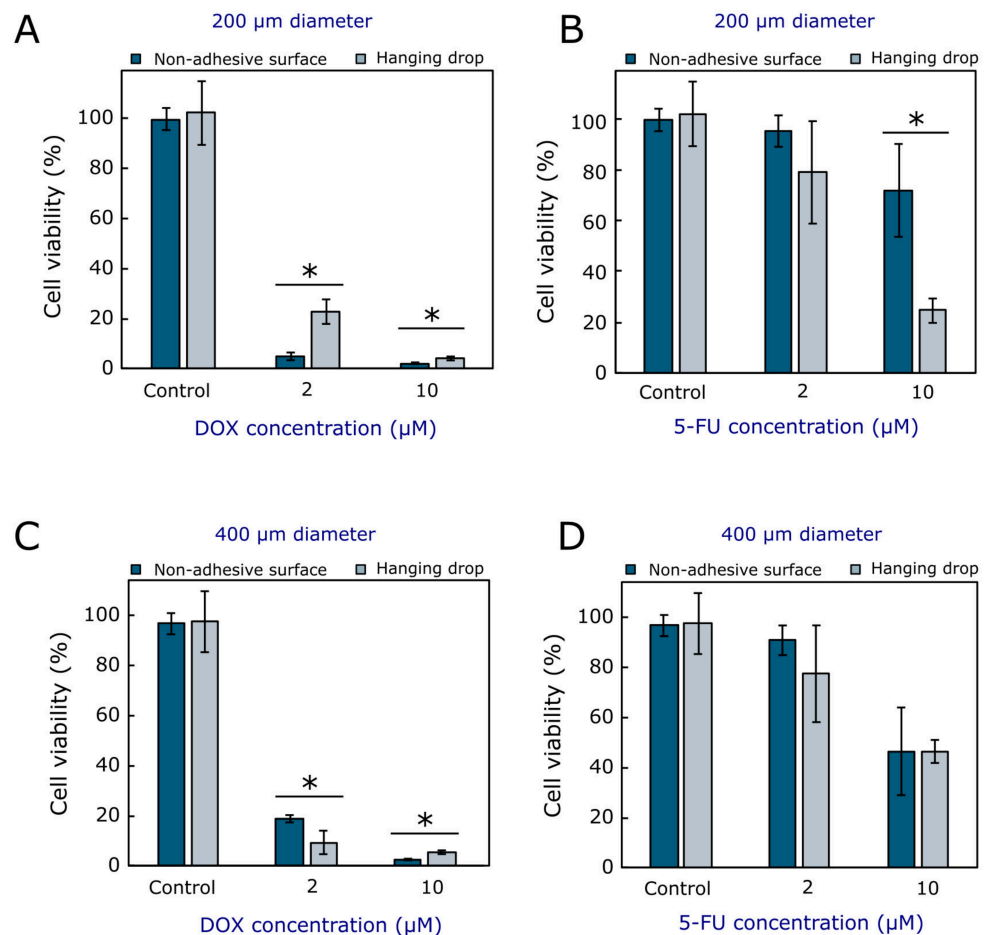 A
200 µm diameter
Non-adhesive surface Hanging drop
Cell viability (%)
100
80
60
40
20
0
*
*
Control 2 10
DOX concentration (µM)
B
200 µm diameter
Non-adhesive surface Hanging drop
Cell viability (%)
100
80
60
40
20
0
*
Control 2 10
5-FU concentration (µM)
C
400 µm diameter
Non-adhesive surface Hanging drop
Cell viability (%)
100
80
60
40
20
0
*
*
Control 2 10
DOX concentration (µM)
D
400 µm diameter
Non-adhesive surface Hanging drop
Cell viability (%)
100
80
60
40
20
0
Control 2 10
5-FU concentration (µM)